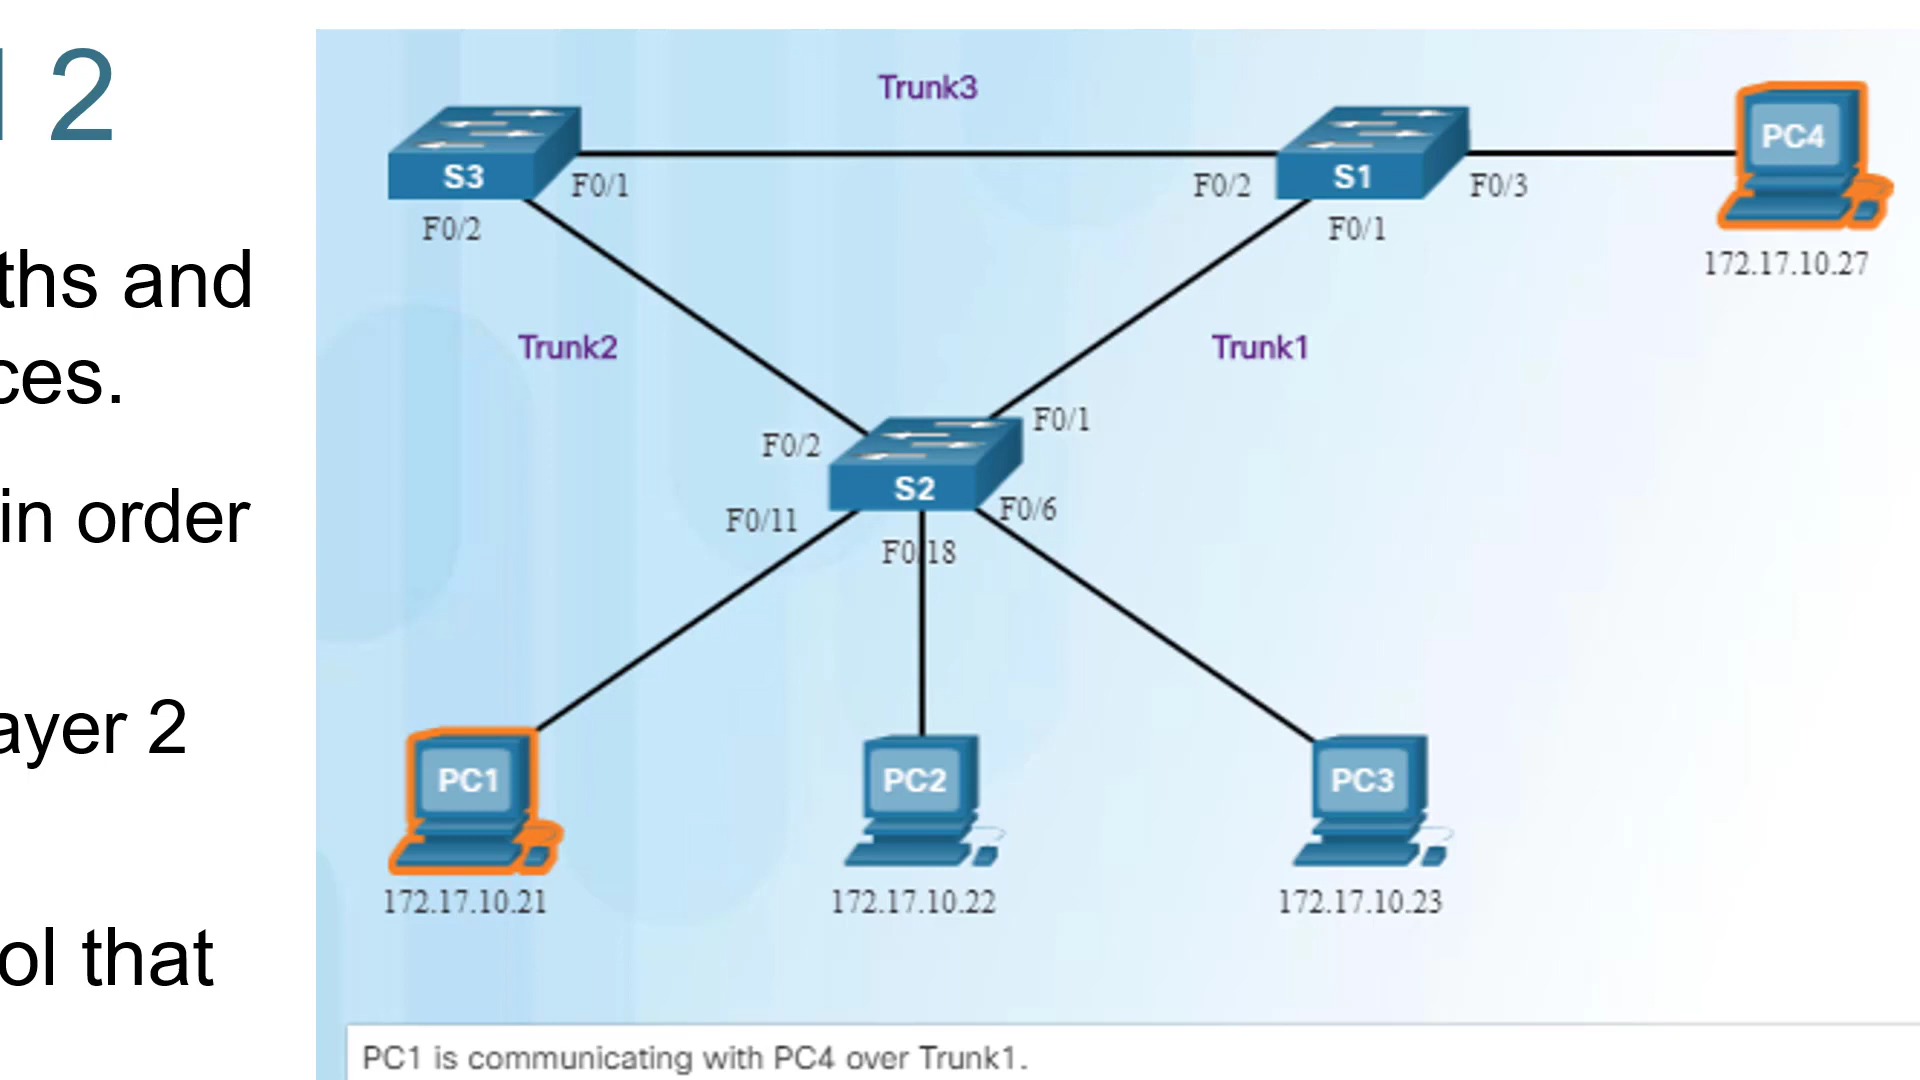 2
ths and
ces.
in order
ayer 2
ol that
Trunk3
S3
F0/1
F0/2
F0/2
S1
F0/3
F0/1
PC4
172.17.10.27
Trunk2
Trunk1
F0/2
F0/1
S2
F0/11
F0/18
F0/6
PC1
172.17.10.21
PC2
172.17.10.22
PC3
172.17.10.23
PC1 is communicating with PC4 over Trunk1.